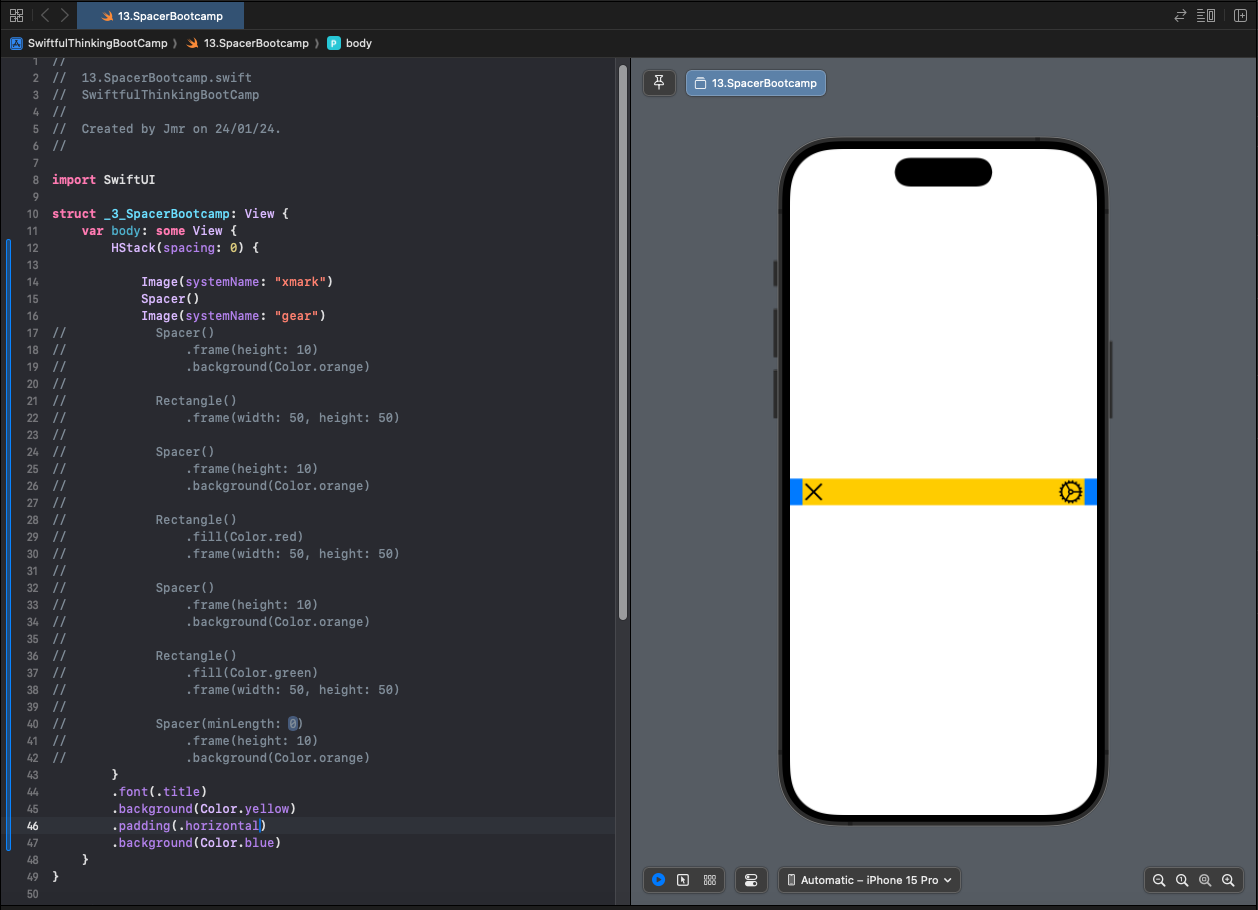 13.SpacerBootcamp
SwiftfulThinkingBootCamp 〉 13.SpacerBootcamp 〉 P body
1 //
2 //  13.SpacerBootcamp.swift
3 //  SwiftfulThinkingBootCamp
4 //
5 //  Created by Jmr on 24/01/24.
6 //
7
8 import SwiftUI
9
10 struct _3_SpacerBootcamp: View {
11     var body: some View {
12         HStack(spacing: 0) {
13
14             Image(systemName: "xmark")
15             Spacer()
16             Image(systemName: "gear")
17 //            Spacer()
18 //                .frame(height: 10)
19 //                .background(Color.orange)
20 //
21 //            Rectangle()
22 //                .frame(width: 50, height: 50)
23 //
24 //            Spacer()
25 //                .frame(height: 10)
26 //                .background(Color.orange)
27 //
28 //            Rectangle()
29 //                .fill(Color.red)
30 //                .frame(width: 50, height: 50)
31 //
32 //            Spacer()
33 //                .frame(height: 10)
34 //                .background(Color.orange)
35 //
36 //            Rectangle()
37 //                .fill(Color.green)
38 //                .frame(width: 50, height: 50)
39 //
40 //            Spacer(minLength: 0)
41 //                .frame(height: 10)
42 //                .background(Color.orange)
43         }
44         .font(.title)
45         .background(Color.yellow)
46         .padding(.horizontal)
47         .background(Color.blue)
48     }
49 }
50
13.SpacerBootcamp
Automatic – iPhone 15 Pro